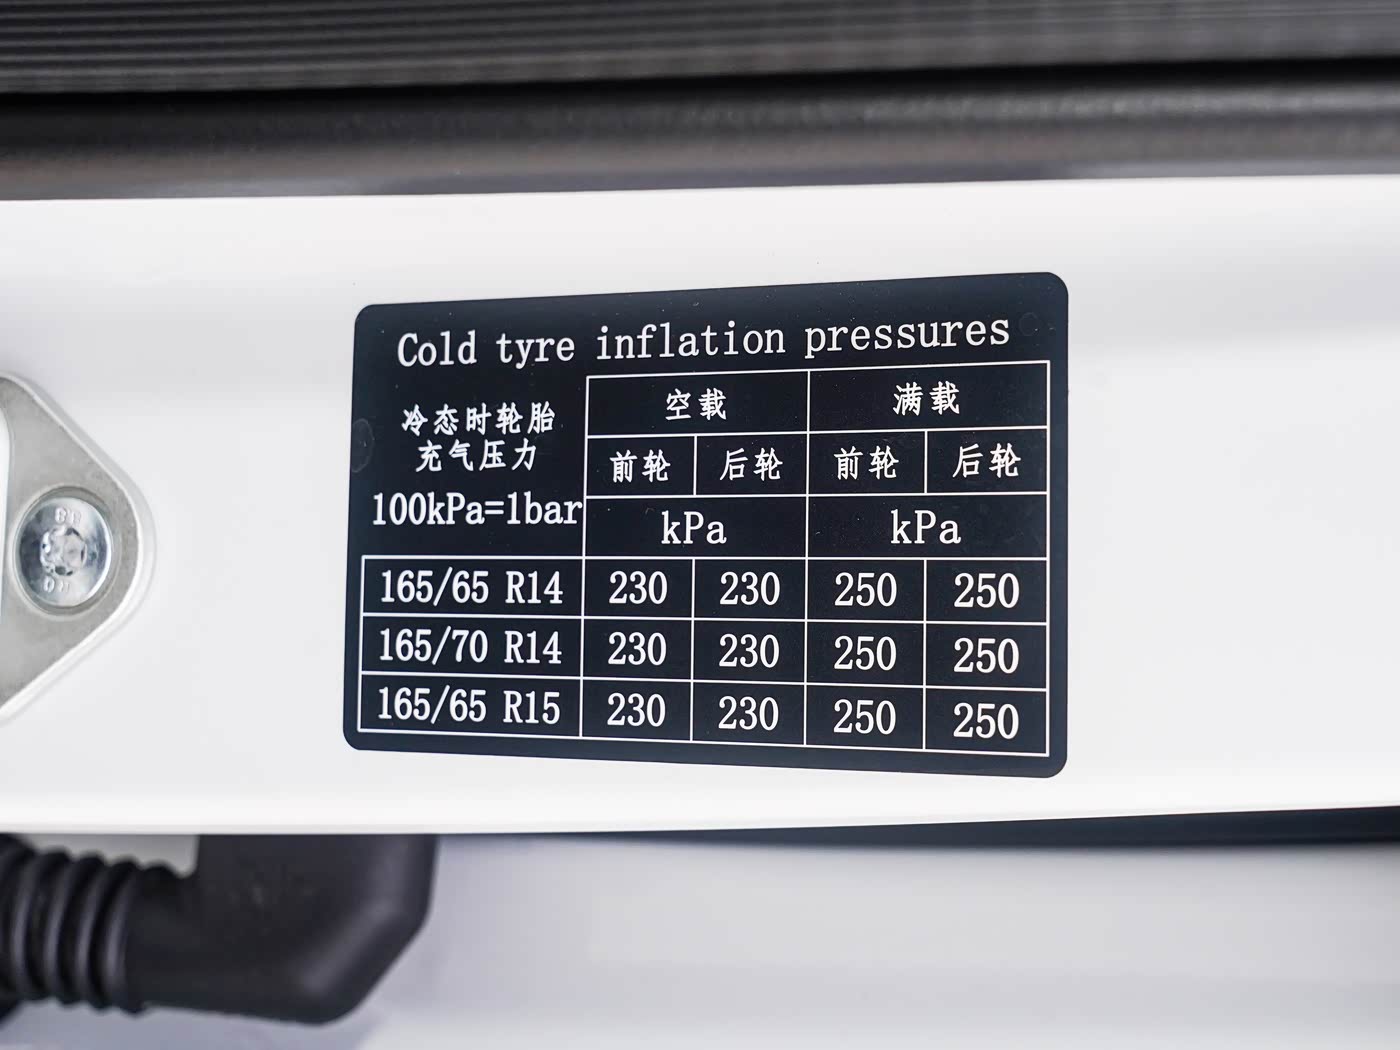 Cold tyre inflation pressures
冷态时轮胎
充气压力
100kPa=1bar
空载 满载
前轮 后轮 前轮 后轮
kPa kPa
165/65 R14 230 230 250 250
165/70 R14 230 230 250 250
165/65 R15 230 230 250 250
8.8